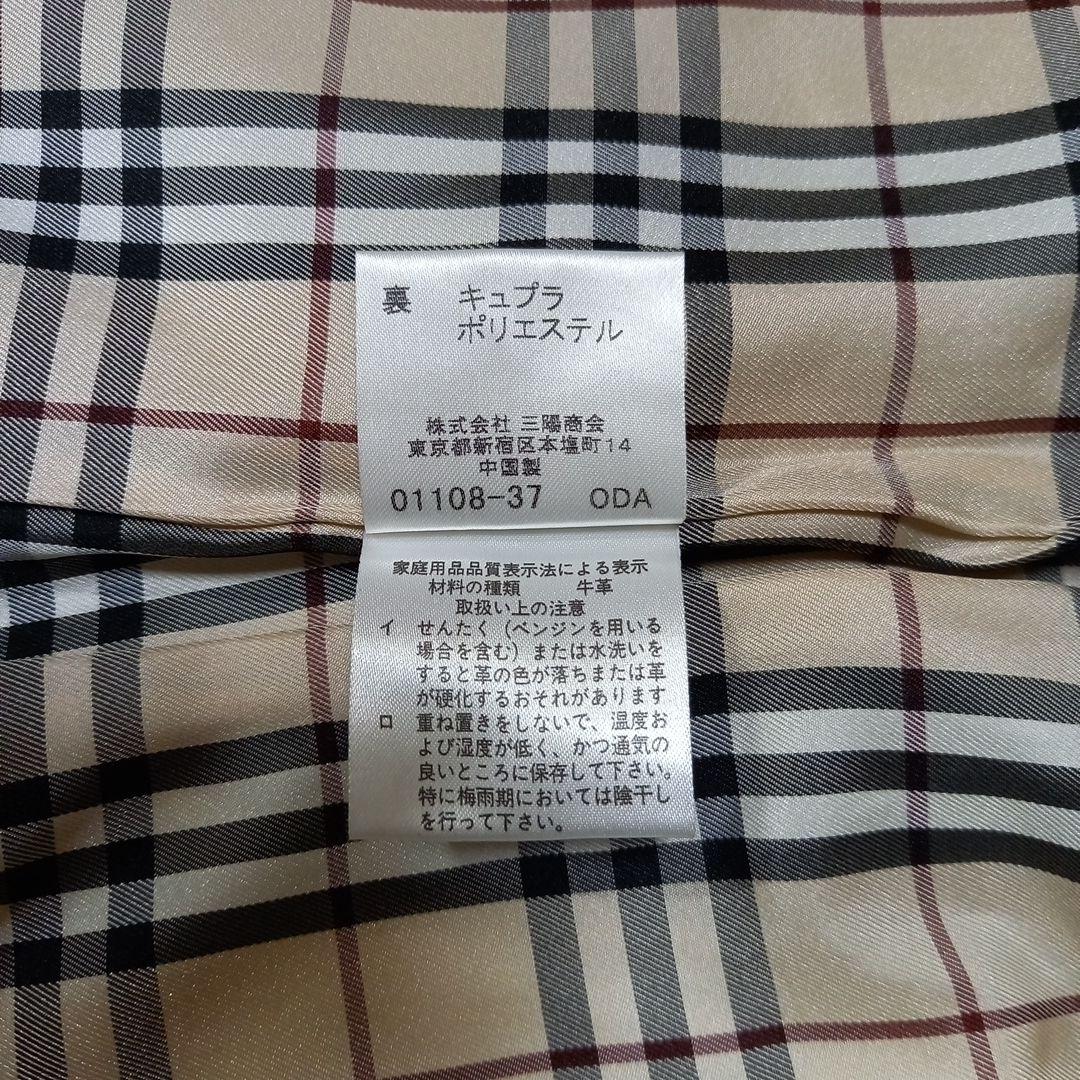 裏 キュプラ
ポリエステル
株式会社 三陽商会
東京都新宿区本塩町14
中国製
01108-37 ODA
家庭用品品質表示法による表示
材料の種類 牛革
取扱い上の注意
イ せんたく（ベンジンを用いる
場合を含む）または水洗いを
すると革の色が落ちまたは革
が硬化するおそれがあります
ロ 重ね置きをしないで、温度お
よび湿度が低く、かつ通気の
良いところに保存して下さい。
特に梅雨期においては陰干し
を行って下さい。